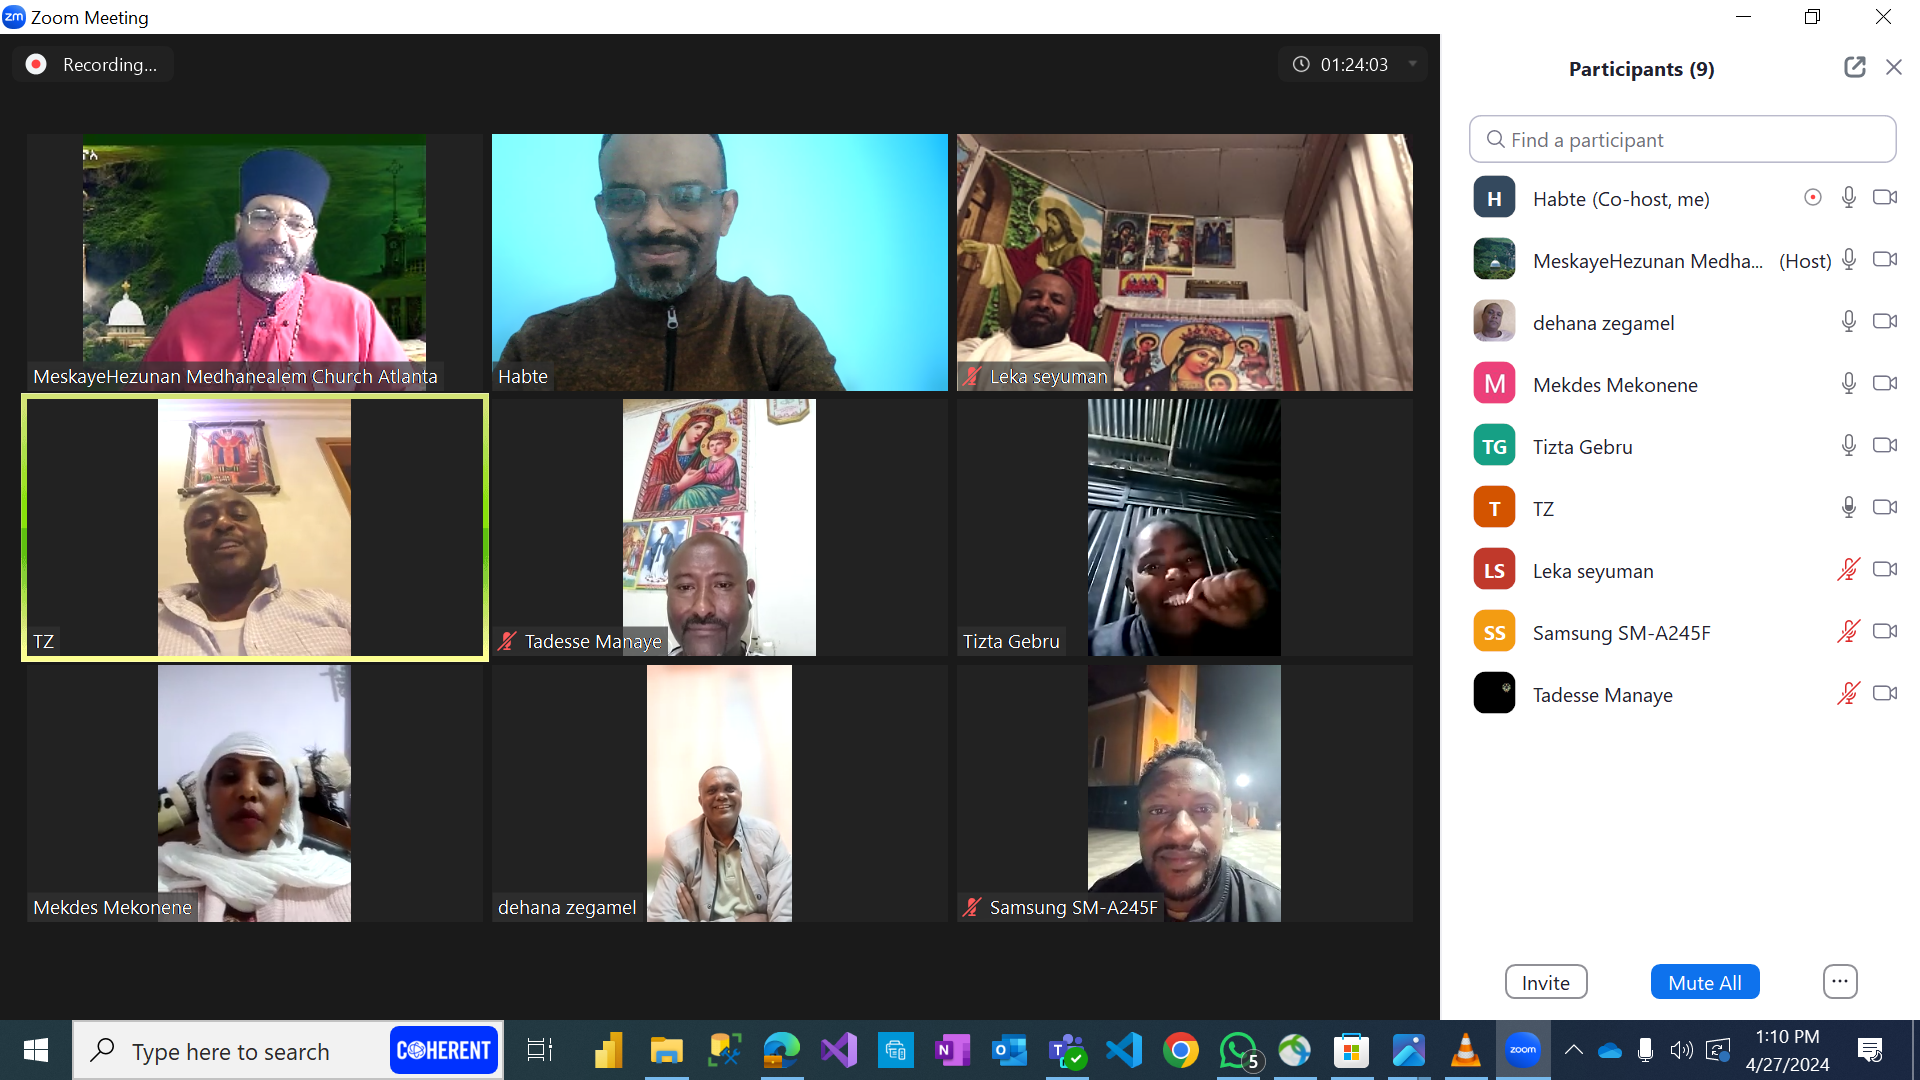 zm Zoom Meeting
Recording...
01:24:03
MeskayeHezunan Medhanealem Church Atlanta
Habte
Leka seyuman
TZ
Tadesse Manaye
Tizta Gebru
Mekdes Mekonene
dehana zegamel
Samsung SM-A245F
Participants (9)
Find a participant
H Habte (Co-host, me)
MeskayeHezunan Medha... (Host)
dehana zegamel
M Mekdes Mekonene
TG Tizta Gebru
T TZ
LS Leka seyuman
SS Samsung SM-A245F
Tadesse Manaye
Invite
Mute All
...
Type here to search
COHERENT
5
zoom
1:10 PM
4/27/2024